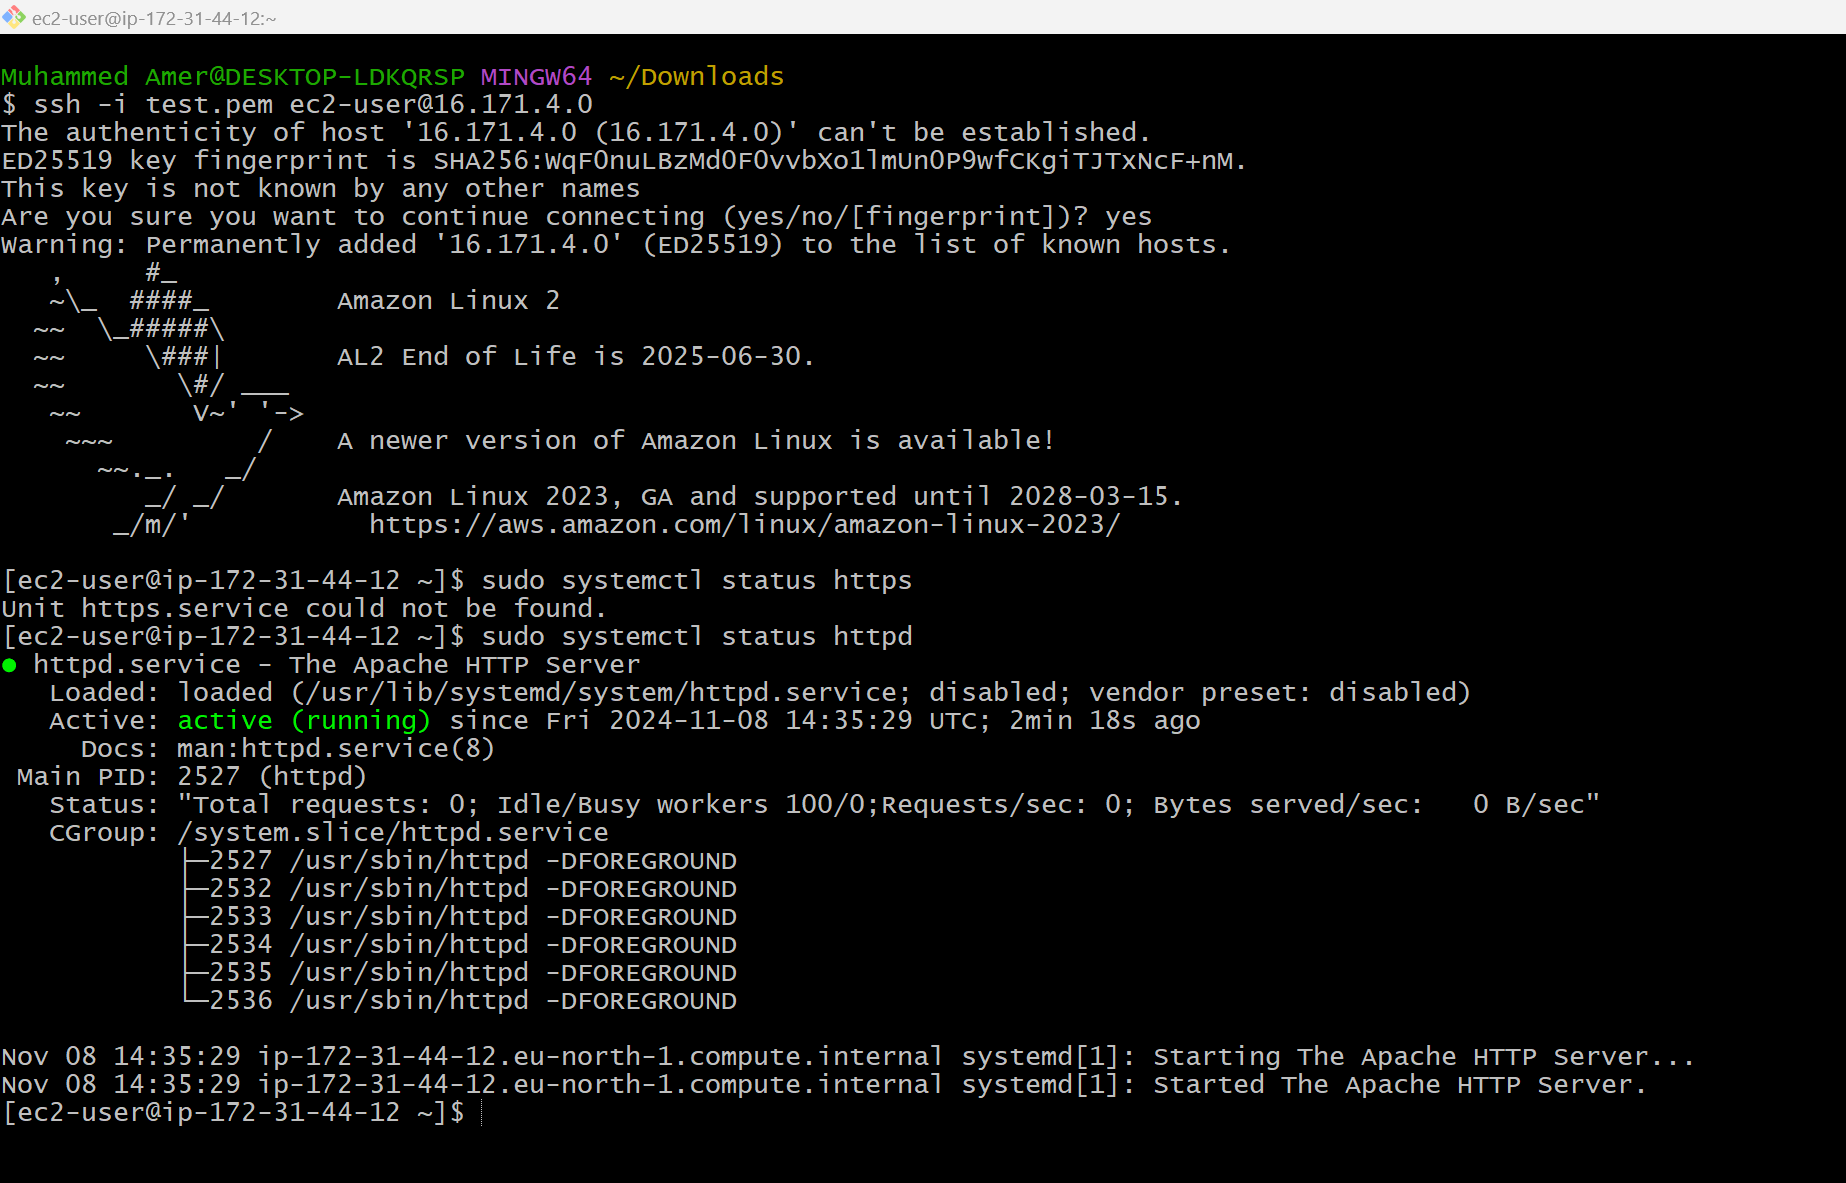 ec2-user@ip-172-31-44-12:~
Muhammed Amer@DESKTOP-LDKQRSP MINGW64 ~/Downloads
$ ssh -i test.pem ec2-user@16.171.4.0
The authenticity of host '16.171.4.0 (16.171.4.0)' can't be established.
ED25519 key fingerprint is SHA256:WqF0nuLBzMd0F0vvbXo1lmUn0P9wfCKgiTJTxNcF+nM.
This key is not known by any other names
Are you sure you want to continue connecting (yes/no/[fingerprint])? yes
Warning: Permanently added '16.171.4.0' (ED25519) to the list of known hosts.
   ,     #_
   ~\_  ####_        Amazon Linux 2
  ~~  \_#####\
  ~~     \###|       AL2 End of Life is 2025-06-30.
  ~~       \#/ ___
   ~~       V~' '->
    ~~~         /    A newer version of Amazon Linux is available!
      ~~._.   _/
         _/ _/       Amazon Linux 2023, GA and supported until 2028-03-15.
       _/m/'           https://aws.amazon.com/linux/amazon-linux-2023/
[ec2-user@ip-172-31-44-12 ~]$ sudo systemctl status https
Unit https.service could not be found.
[ec2-user@ip-172-31-44-12 ~]$ sudo systemctl status httpd
● httpd.service - The Apache HTTP Server
   Loaded: loaded (/usr/lib/systemd/system/httpd.service; disabled; vendor preset: disabled)
   Active: active (running) since Fri 2024-11-08 14:35:29 UTC; 2min 18s ago
     Docs: man:httpd.service(8)
 Main PID: 2527 (httpd)
   Status: "Total requests: 0; Idle/Busy workers 100/0;Requests/sec: 0; Bytes served/sec:   0 B/sec"
   CGroup: /system.slice/httpd.service
           ├─2527 /usr/sbin/httpd -DFOREGROUND
           ├─2532 /usr/sbin/httpd -DFOREGROUND
           ├─2533 /usr/sbin/httpd -DFOREGROUND
           ├─2534 /usr/sbin/httpd -DFOREGROUND
           ├─2535 /usr/sbin/httpd -DFOREGROUND
           └─2536 /usr/sbin/httpd -DFOREGROUND
Nov 08 14:35:29 ip-172-31-44-12.eu-north-1.compute.internal systemd[1]: Starting The Apache HTTP Server...
Nov 08 14:35:29 ip-172-31-44-12.eu-north-1.compute.internal systemd[1]: Started The Apache HTTP Server.
[ec2-user@ip-172-31-44-12 ~]$